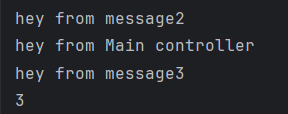 hey from message2
hey from Main controller
hey from message3
3